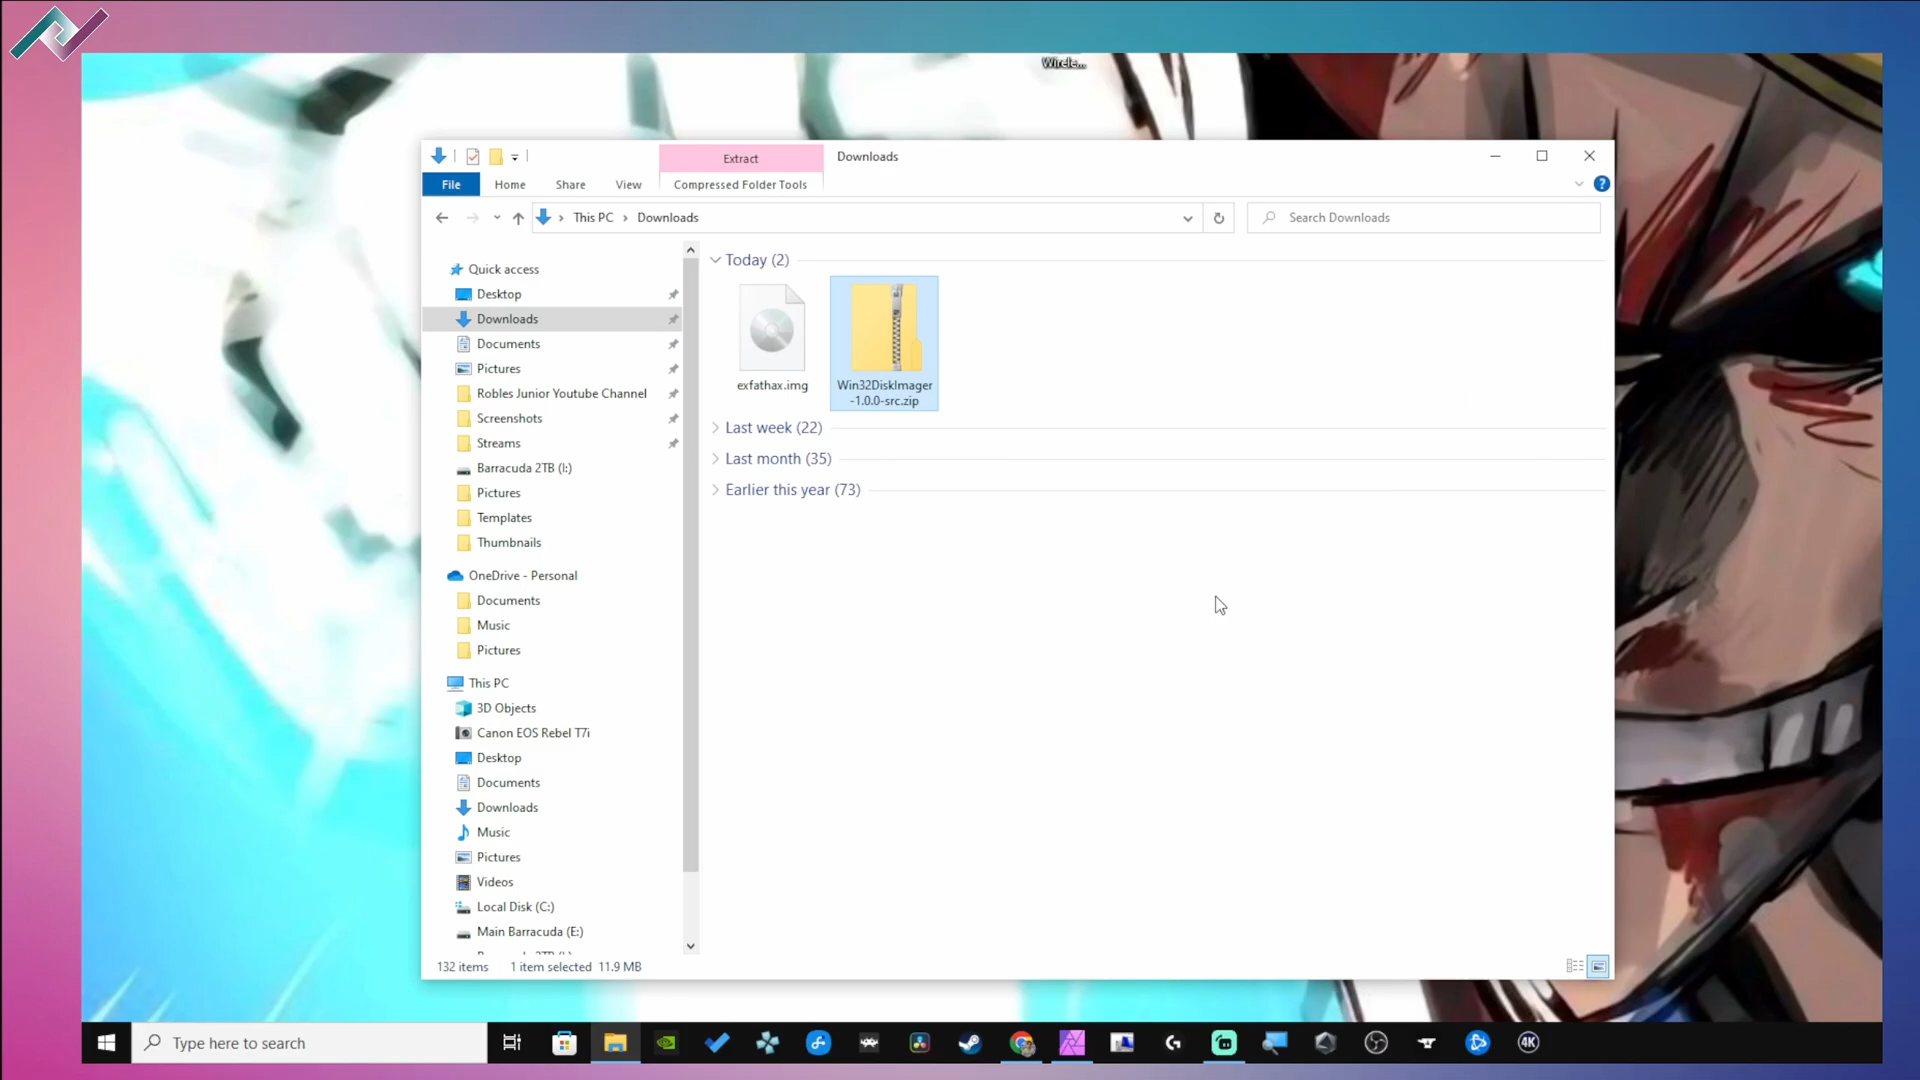 Wirele...
Extract
Downloads
File
Home
Share
View
Compressed Folder Tools
This PC
Downloads
Search Downloads
Quick access
Desktop
Downloads
Documents
Pictures
Robles Junior Youtube Channel
Screenshots
Streams
Barracuda 2TB (I:)
Pictures
Templates
Thumbnails
OneDrive - Personal
Documents
Music
Pictures
This PC
3D Objects
Canon EOS Rebel T7i
Desktop
Documents
Downloads
Music
Pictures
Videos
Local Disk (C:)
Main Barracuda (E:)
Today (2)
exfathax.img
Win32DiskImager
-1.0.0-src.zip
Last week (22)
Last month (35)
Earlier this year (73)
132 items
1 item selected 11.9 MB
Type here to search
4K